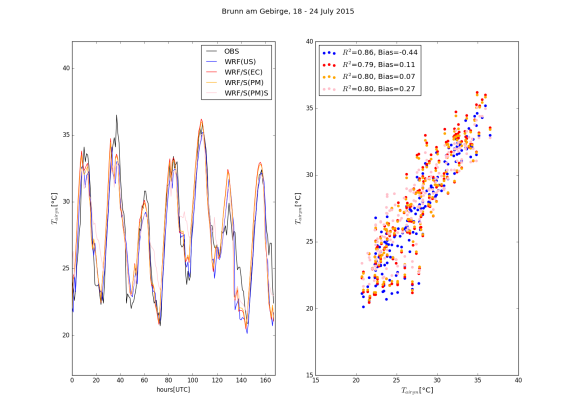 Brunn am Gebirge, 18 - 24 July 2015
OBS
WRF(US)
WRF/S(EC)
WRF/S(PM)
WRF/S(PM)S
40
35
30
25
20
T [°C]
0 20 40 60 80 100 120 140 160
hours[UTC]
R²=0.86, Bias=-0.44
R²=0.79, Bias=0.11
R²=0.80, Bias=0.07
R²=0.80, Bias=0.27
40
35
30
25
20
15
T [°C]
15 20 25 30 35 40
T [°C]